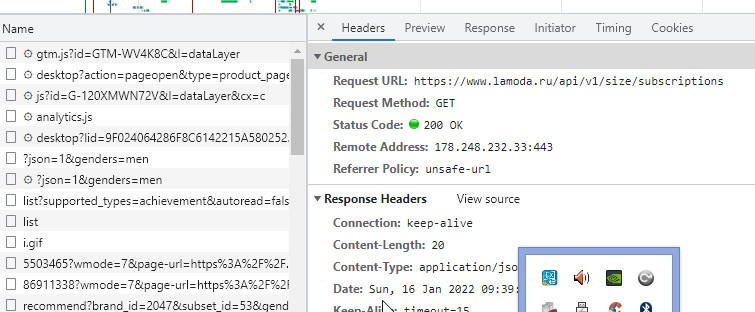 Name
gtm.js?id=GTM-WV4K8C&l=dataLayer
desktop?action=pageopen&type=product_page
js?id=G-120XMWN72V&l=dataLayer&cx=c
analytics.js
desktop?lid=9F024064286F8C6142215A580252
?json=1&genders=men
?json=1&genders=men
list?supported_types=achievement&autoread=fals
list
i.gif
5503465?wmode=7&page-url=https%3A%2F%2F.
86911338?wmode=7&page-url=https%3A%2F%2F.
recommend?brand_id=2047&subset_id=53&gen
Headers Preview Response Initiator Timing Cookies
General
Request URL: https://www.lamoda.ru/api/v1/size/subscriptions
Request Method: GET
Status Code: 200 OK
Remote Address: 178.248.232.33:443
Referrer Policy: unsafe-url
Response Headers View source
Connection: keep-alive
Content-Length: 20
Content-Type: application/jso
Date: Sun, 16 Jan 2022 09:39:
Keep-Alive: timeout=15